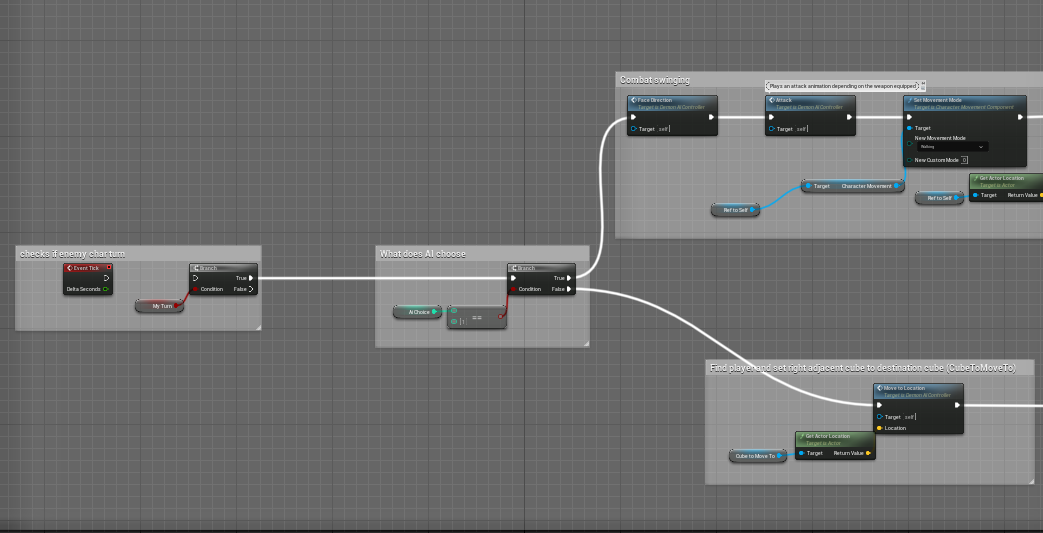 Combat swinging
Plays an attack animation depending on the weapon equipped
Face Direction
Target is Demon AI Controller
Target self
Attack
Target is Demon AI Controller
Target self
Set Movement Mode
Target is Character Movement Component
Target
New Movement Mode
Walking
New Custom Mode 0
Target Character Movement
Ref to Self
Ref to Self
Get Actor Location
Target is Actor
Target Return Value
checks if enemy char turn
Event Tick
Delta Seconds
Branch
True
Condition False
My Turn
What does AI choose
Branch
True
Condition False
AI Choice
==
1
Find player and set right adjacent cube to destination cube (CubeToMoveTo)
Move to Location
Target is Demon AI Controller
Target self
Location
Get Actor Location
Target is Actor
Target Return Value
Cube to Move To